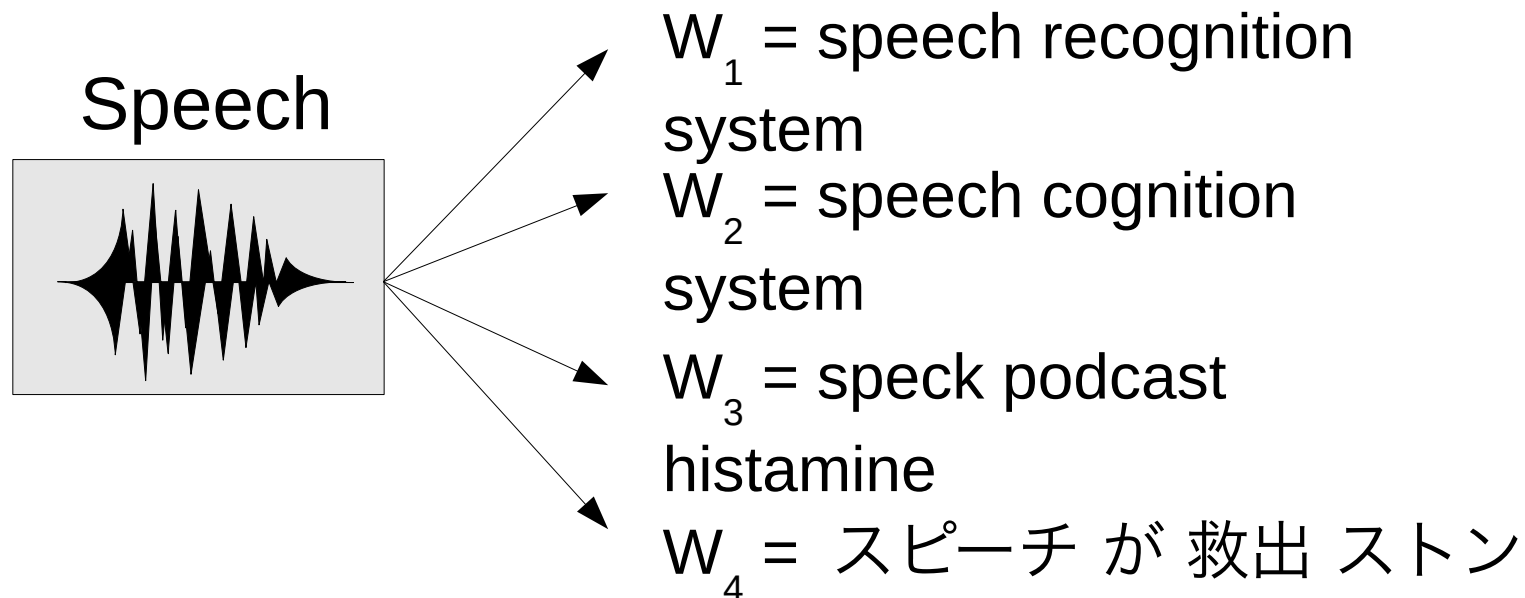 Speech
W1 = speech recognition
system
W2 = speech cognition
system
W3 = speck podcast
histamine
W4 = スピーチ が 救出 ストン